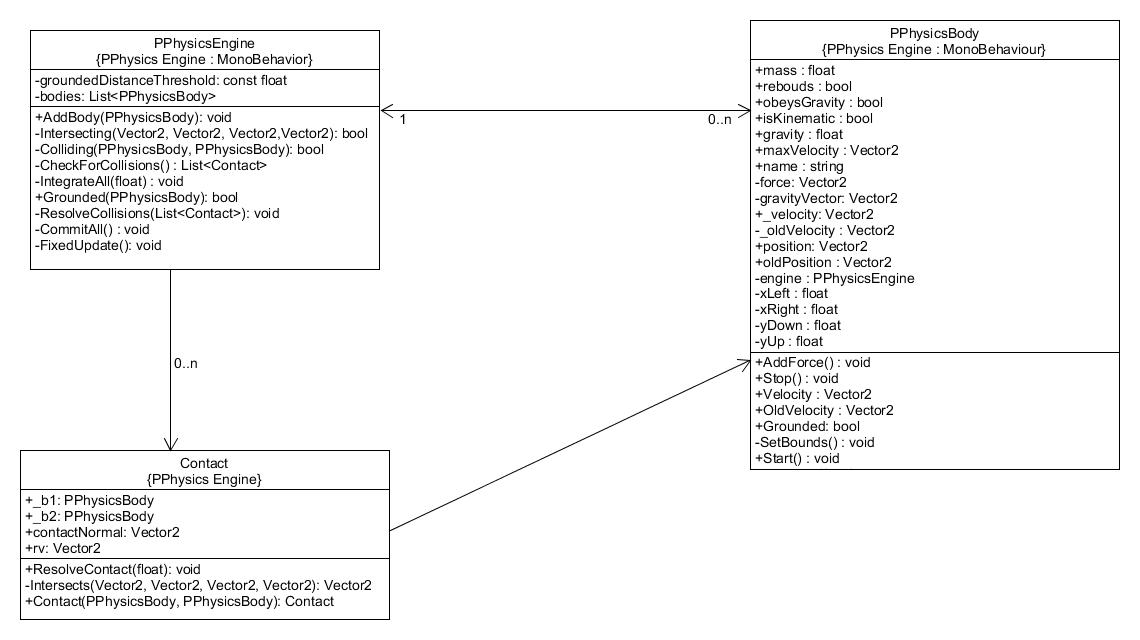 PPhysicsEngine
{PPhysics Engine : MonoBehavior}
-groundedDistanceThreshold: const float
-bodies: List<PPhysicsBody>
+AddBody(PPhysicsBody): void
-Intersecting(Vector2, Vector2, Vector2,Vector2): bool
-Colliding(PPhysicsBody, PPhysicsBody): bool
-CheckForCollisions() : List<Contact>
-IntegrateAll(float) : void
+Grounded(PPhysicsBody): bool
-ResolveCollisions(List<Contact>): void
-CommitAll() : void
-FixedUpdate(): void
1
0..n
PPhysicsBody
{PPhysics Engine : MonoBehaviour}
+mass : float
+rebouds : bool
+obeysGravity : bool
+isKinematic : bool
+gravity : float
+maxVelocity : Vector2
+name : string
-force: Vector2
-gravityVector: Vector2
+_velocity: Vector2
-_oldVelocity : Vector2
+position: Vector2
+oldPosition : Vector2
-engine : PPhysicsEngine
-xLeft : float
-xRight : float
-yDown : float
-yUp : float
+AddForce() : void
+Stop() : void
+Velocity : Vector2
+OldVelocity : Vector2
+Grounded: bool
-SetBounds() : void
+Start() : void
0..n
Contact
{PPhysics Engine}
+_b1: PPhysicsBody
+_b2: PPhysicsBody
+contactNormal: Vector2
+rv: Vector2
+ResolveContact(float): void
-Intersects(Vector2, Vector2, Vector2, Vector2): Vector2
+Contact(PPhysicsBody, PPhysicsBody): Contact